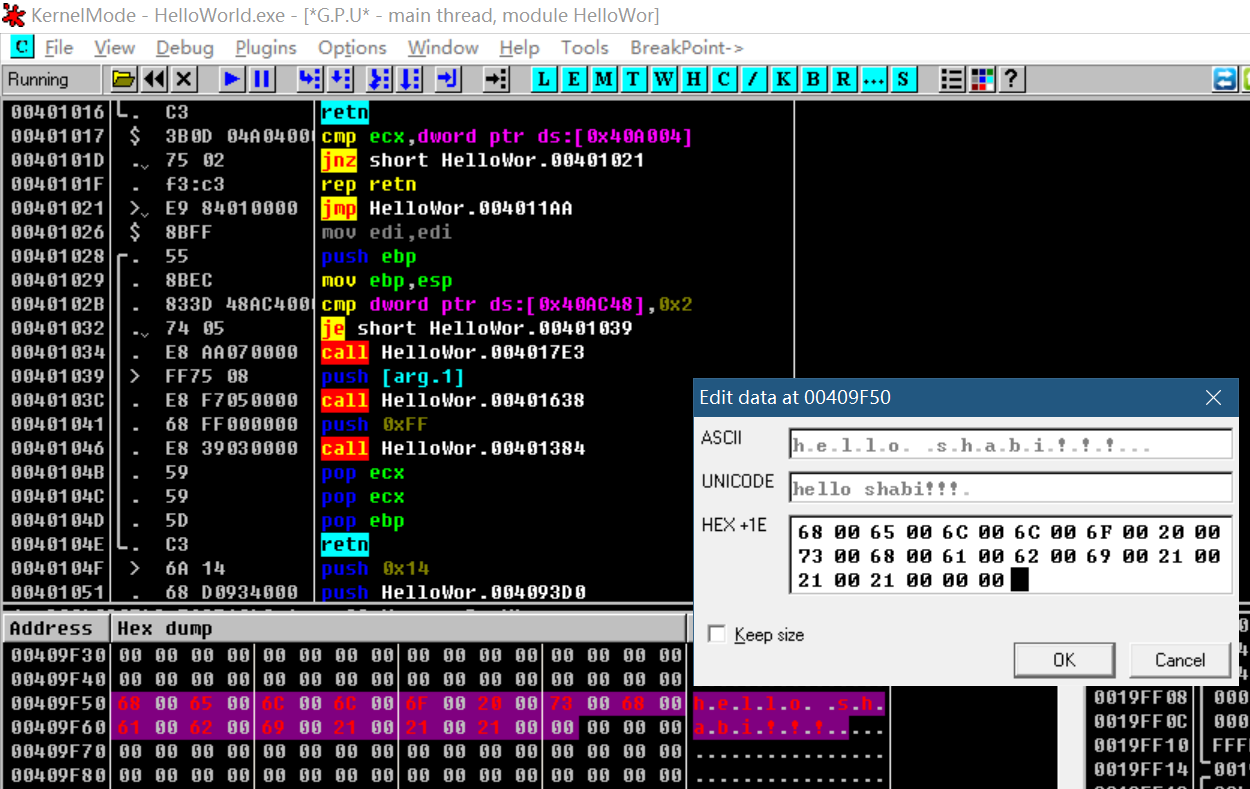 KernelMode - HelloWorld.exe - [*G.P.U* - main thread, module HelloWor]
C File View Debug Plugins Options Window Help Tools BreakPoint->
Running L E M T W H C / K B R ... S ?
00401016 . C3 retn
00401017 $ 3B0D 04A0400 cmp ecx,dword ptr ds:[0x40A004]
0040101D . 75 02 jnz short HelloWor.00401021
0040101F . f3:c3 rep retn
00401021 > E9 84010000 jmp HelloWor.004011AA
00401026 $ 8BFF mov edi,edi
00401028 . 55 push ebp
00401029 . 8BEC mov ebp,esp
0040102B . 833D 48AC400 cmp dword ptr ds:[0x40AC48],0x2
00401032 . 74 05 je short HelloWor.00401039
00401034 . E8 AA070000 call HelloWor.004017E3
00401039 > FF75 08 push [arg.1]
0040103C . E8 F7050000 call HelloWor.00401638
00401041 . 68 FF000000 push 0xFF
00401046 . E8 39030000 call HelloWor.00401384
0040104B . 59 pop ecx
0040104C . 59 pop ecx
0040104D . 5D pop ebp
0040104E . C3 retn
0040104F > 6A 14 push 0x14
00401051 . 68 D0934000 push HelloWor.004093D0
Edit data at 00409F50
ASCII h.e.l.l.o. .s.h.a.b.i.!.!.!...
UNICODE hello shabi!!!.
HEX +1E 68 00 65 00 6C 00 6C 00 6F 00 20 00
73 00 68 00 61 00 62 00 69 00 21 00
21 00 21 00 00 00
Keep size
OK Cancel
Address Hex dump
00409F30 00 00 00 00 00 00 00 00 00 00 00 00 00 00 00 00
00409F40 00 00 00 00 00 00 00 00 00 00 00 00 00 00 00 00
00409F50 68 00 65 00 6C 00 6C 00 6F 00 20 00 73 00 68 00 h.e.l.l.o. .s.h.
00409F60 61 00 62 00 69 00 21 00 21 00 21 00 00 00 00 00 a.b.i.!.!.!.....
00409F70 00 00 00 00 00 00 00 00 00 00 00 00 00 00 00 00 ................
00409F80 00 00 00 00 00 00 00 00 00 00 00 00 00 00 00 00 ................
0019FF08 000
0019FF0C 000
0019FF10 FFF
0019FF14 001